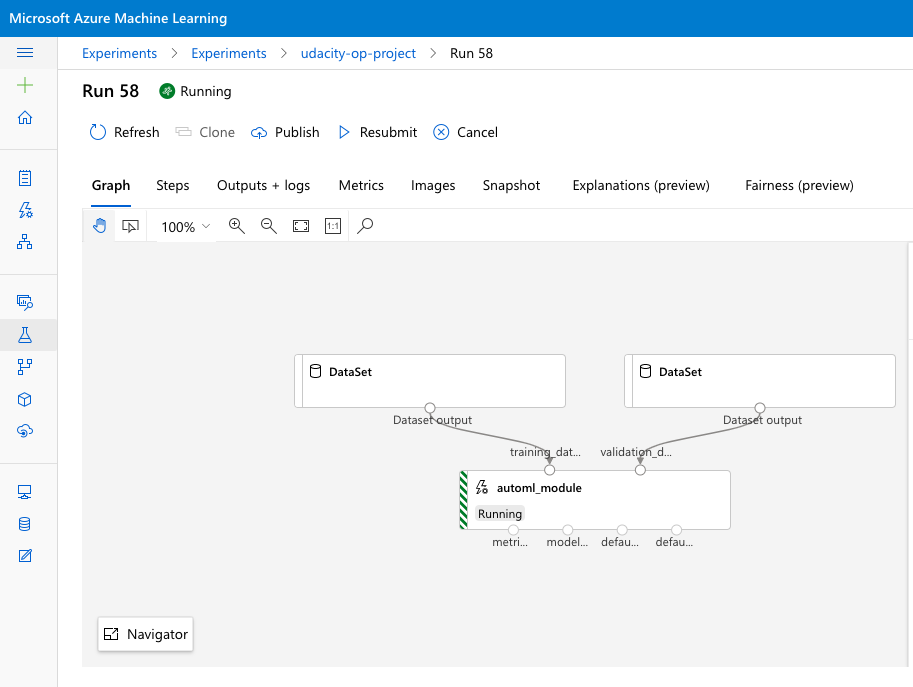 Microsoft Azure Machine Learning
Experiments > Experiments > udacity-op-project > Run 58
Run 58 Running
Refresh Clone Publish Resubmit Cancel
Graph Steps Outputs + logs Metrics Images Snapshot Explanations (preview) Fairness (preview)
100% 1:1
DataSet DataSet
Dataset output Dataset output
training_dat... validation_d...
automl_module
Running
metri... model... defau... defau...
Navigator